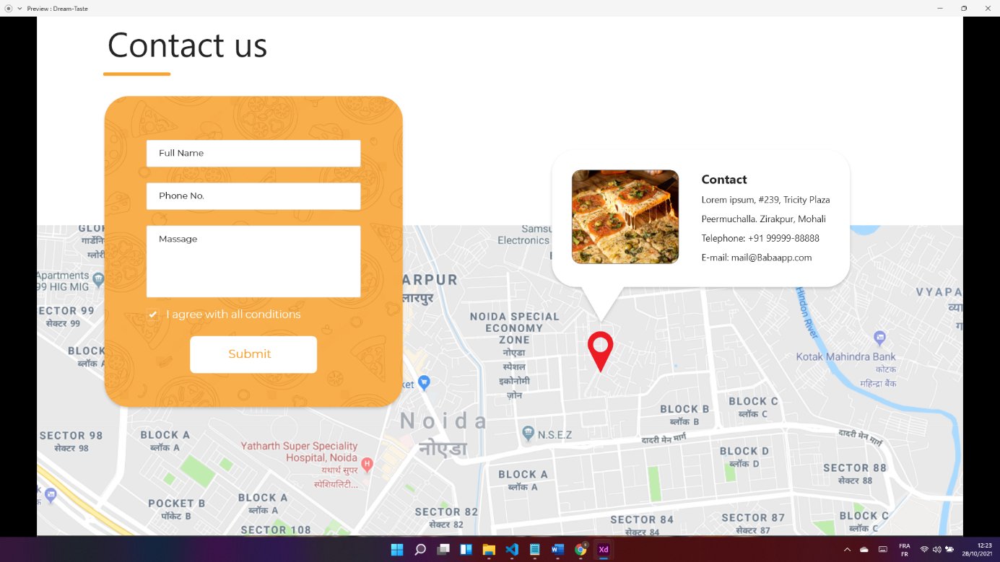 Preview : Dream-Taste
Contact us
Full Name
Phone No.
Massage
I agree with all conditions
Submit
Contact
Lorem ipsum, #239, Tricity Plaza
Peermuchalla. Zirakpur, Mohali
Telephone: +91 99999-88888
E-mail: mail@Babaapp.com
Electronics
Apartments
99 HIG MIG
ECTOR 99
सेक्टर 99
BLOCK
ब्लॉक
ARPUR
लारपुर
NOIDA SPECIAL
ECONOMY
ZONE
नोएडा
स्पेशल
इकोनोमी
ज़ोन
Hindon River
VYAPA
Kotak Mahindra Bank
कोटक
महिन्द्रा बैंक
ket
Noida
नोएडा
N.S.E.Z
BLOCK B
ब्लॉक B
BLOCK C
ब्लॉक C
दादरी मेन मार्ग
दादरी मेन मार्ग
SECTOR 98
सेक्टर 98
BLOCK A
ब्लॉक A
Yatharth Super Speciality
Hospital, Noida
यथार्थ सुपर
स्पेशियलिटी...
H
BLOCK D
ब्लॉक D
BLOCK A
ब्लॉक A
SECTOR 88
सेक्टर 88
POCKET B
पॉकेट B
BLOCK A
ब्लॉक A
SECTOR 108
SECTOR 82
सेक्टर 82
SECTOR 84
सेक्टर 84
SECTOR 87
सेक्टर 87
BLOCK C
ब्लॉक C
Xd
FRA
FR
12:23
28/10/2021